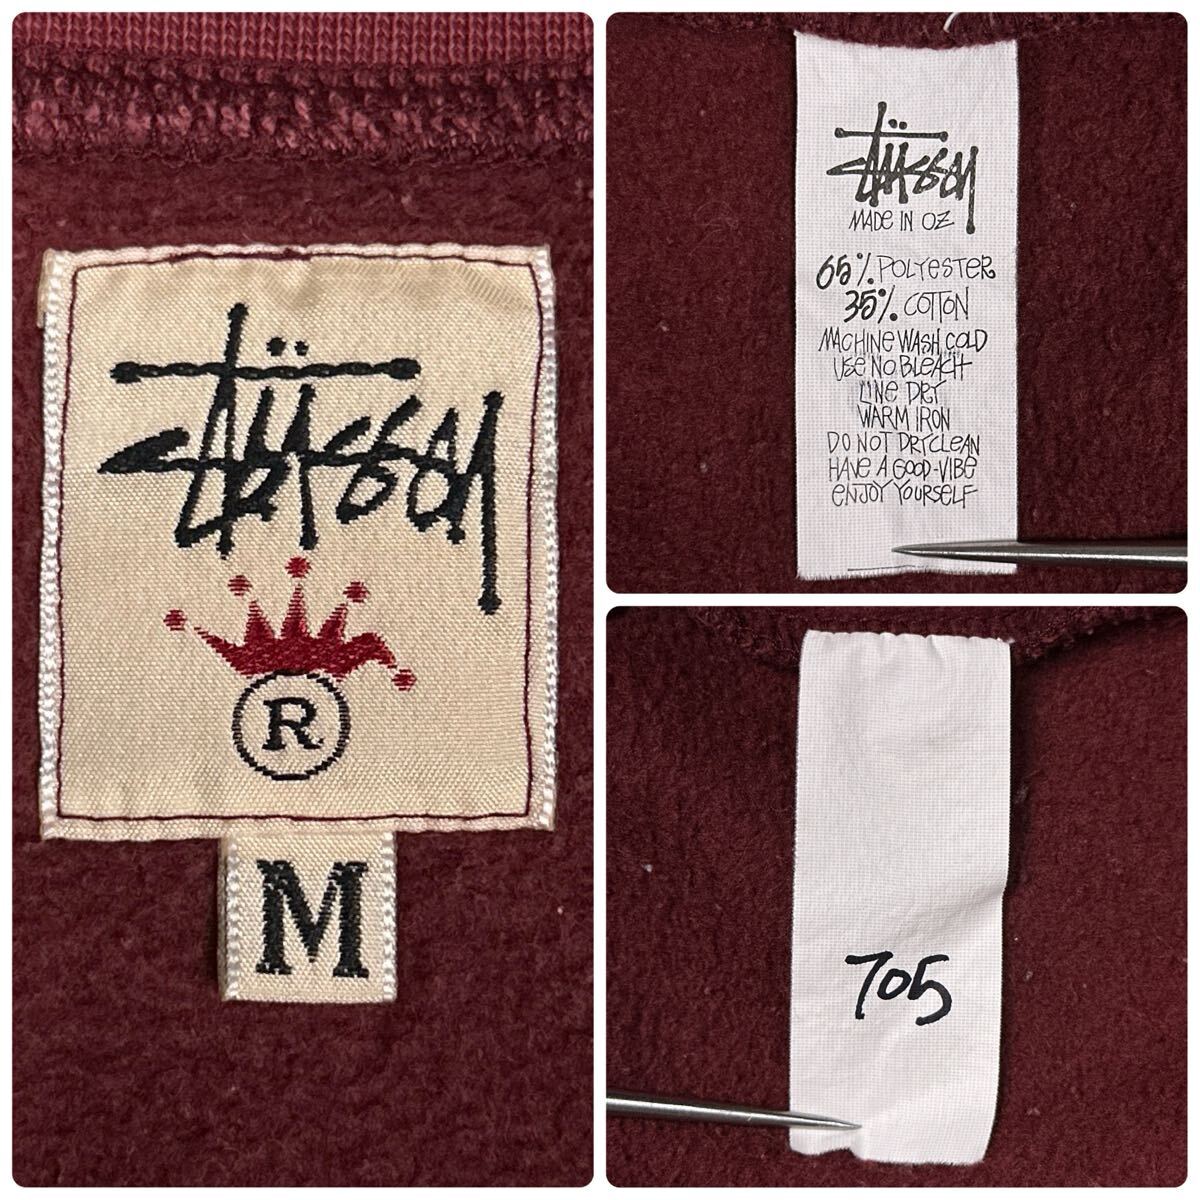 Stüssy
R
M
Stüssy
MADE IN OZ
65% POLYESTER
35% COTTON
MACHINE WASH COLD
USE NO BLEACH
LINE DRY
WARM IRON
DO NOT DRYCLEAN
HAVE A GOOD-VIBE
ENJOY YOURSELF
705